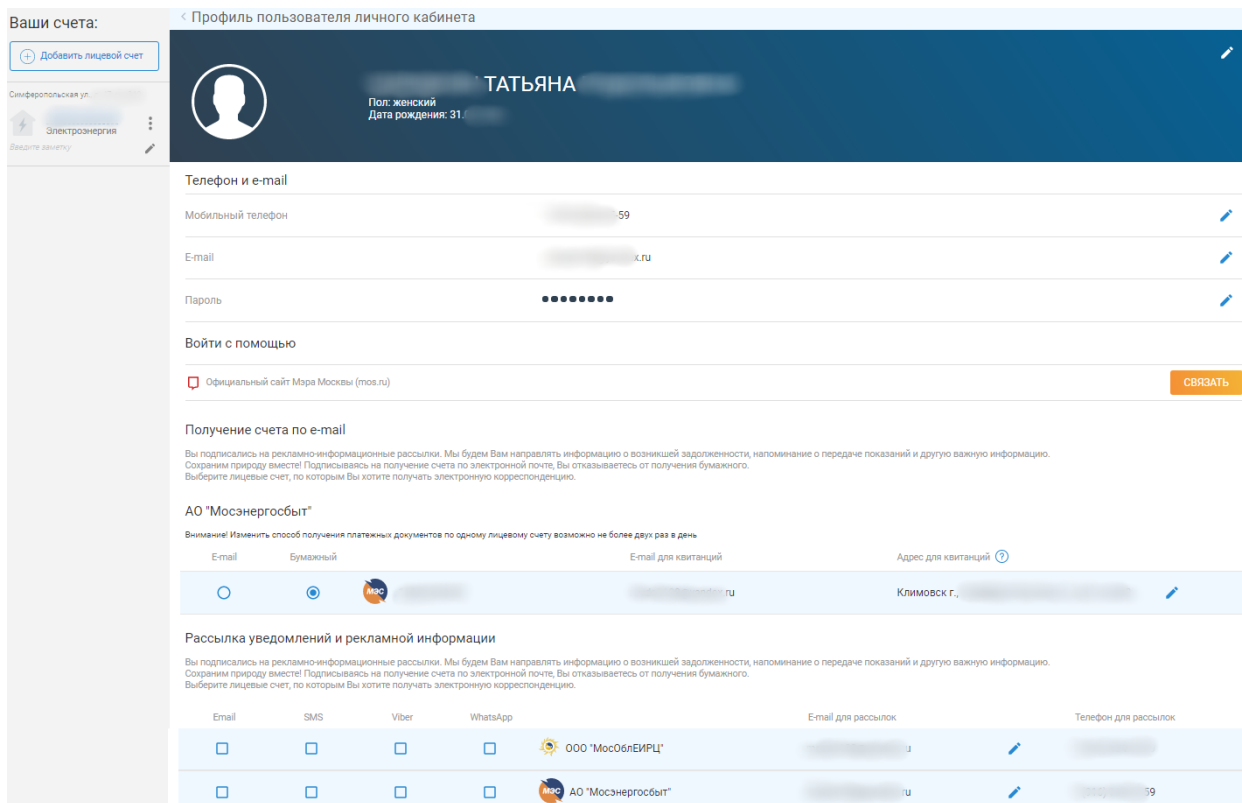 Ваши счета:
Добавить лицевой счет
Симферопольская ул.
Электроэнергия
Введите заметку
< Профиль пользователя личного кабинета
ТАТЬЯНА
Пол: женский
Дата рождения: 31.
Телефон и e-mail
Мобильный телефон 59
E-mail x.ru
Пароль
Войти с помощью
Официальный сайт Мэра Москвы (mos.ru) СВЯЗАТЬ
Получение счета по e-mail
Вы подписались на рекламно-информационные рассылки. Мы будем Вам направлять информацию о возникшей задолженности, напоминание о передаче показаний и другую важную информацию.
Сохраним природу вместе! Подписываясь на получение счета по электронной почте, Вы отказываетесь от получения бумажного.
Выберите лицевые счет, по которым Вы хотите получать электронную корреспонденцию.
АО "Мосэнергосбыт"
Внимание! Изменить способ получения платежных документов по одному лицевому счету возможно не более двух раз в день
E-mail Бумажный E-mail для квитанций Адрес для квитанций ?
МЭС ru Климовск г.,
Рассылка уведомлений и рекламной информации
Вы подписались на рекламно-информационные рассылки. Мы будем Вам направлять информацию о возникшей задолженности, напоминание о передаче показаний и другую важную информацию.
Сохраним природу вместе! Подписываясь на получение счета по электронной почте, Вы отказываетесь от получения бумажного.
Выберите лицевые счет, по которым Вы хотите получать электронную корреспонденцию.
Email SMS Viber WhatsApp E-mail для рассылок Телефон для рассылок
ООО "МосОблЕИРЦ" u
МЭС АО "Мосэнергосбыт" ru 59